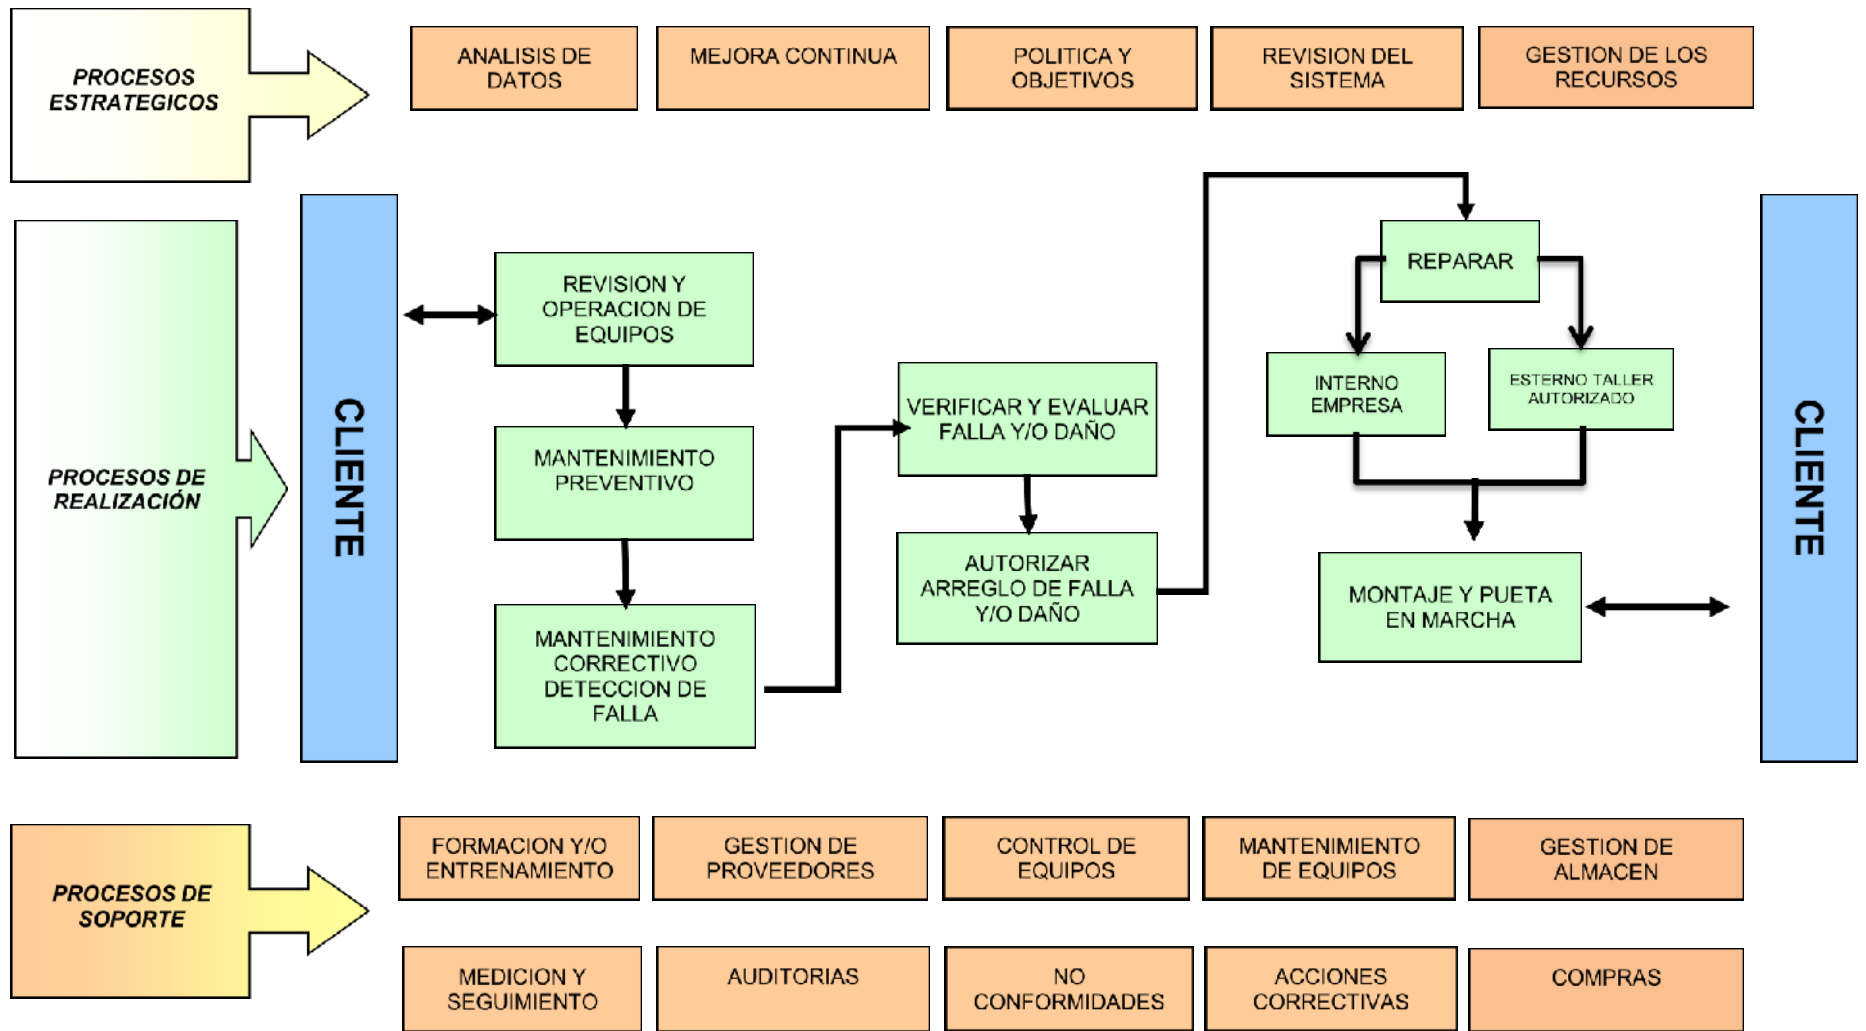 PROCESOS
ESTRATEGICOS
ANALISIS DE
DATOS
MEJORA CONTINUA
POLITICA Y
OBJETIVOS
REVISION DEL
SISTEMA
GESTION DE LOS
RECURSOS
PROCESOS DE
REALIZACIÓN
CLIENTE
REVISION Y
OPERACION DE
EQUIPOS
MANTENIMIENTO
PREVENTIVO
MANTENIMIENTO
CORRECTIVO
DETECCION DE
FALLA
VERIFICAR Y EVALUAR
FALLA Y/O DAÑO
AUTORIZAR
ARREGLO DE FALLA
Y/O DAÑO
REPARAR
INTERNO
EMPRESA
ESTERNO TALLER
AUTORIZADO
MONTAJE Y PUETA
EN MARCHA
CLIENTE
PROCESOS DE
SOPORTE
FORMACION Y/O
ENTRENAMIENTO
GESTION DE
PROVEEDORES
CONTROL DE
EQUIPOS
MANTENIMIENTO
DE EQUIPOS
GESTION DE
ALMACEN
MEDICION Y
SEGUIMIENTO
AUDITORIAS
NO
CONFORMIDADES
ACCIONES
CORRECTIVAS
COMPRAS